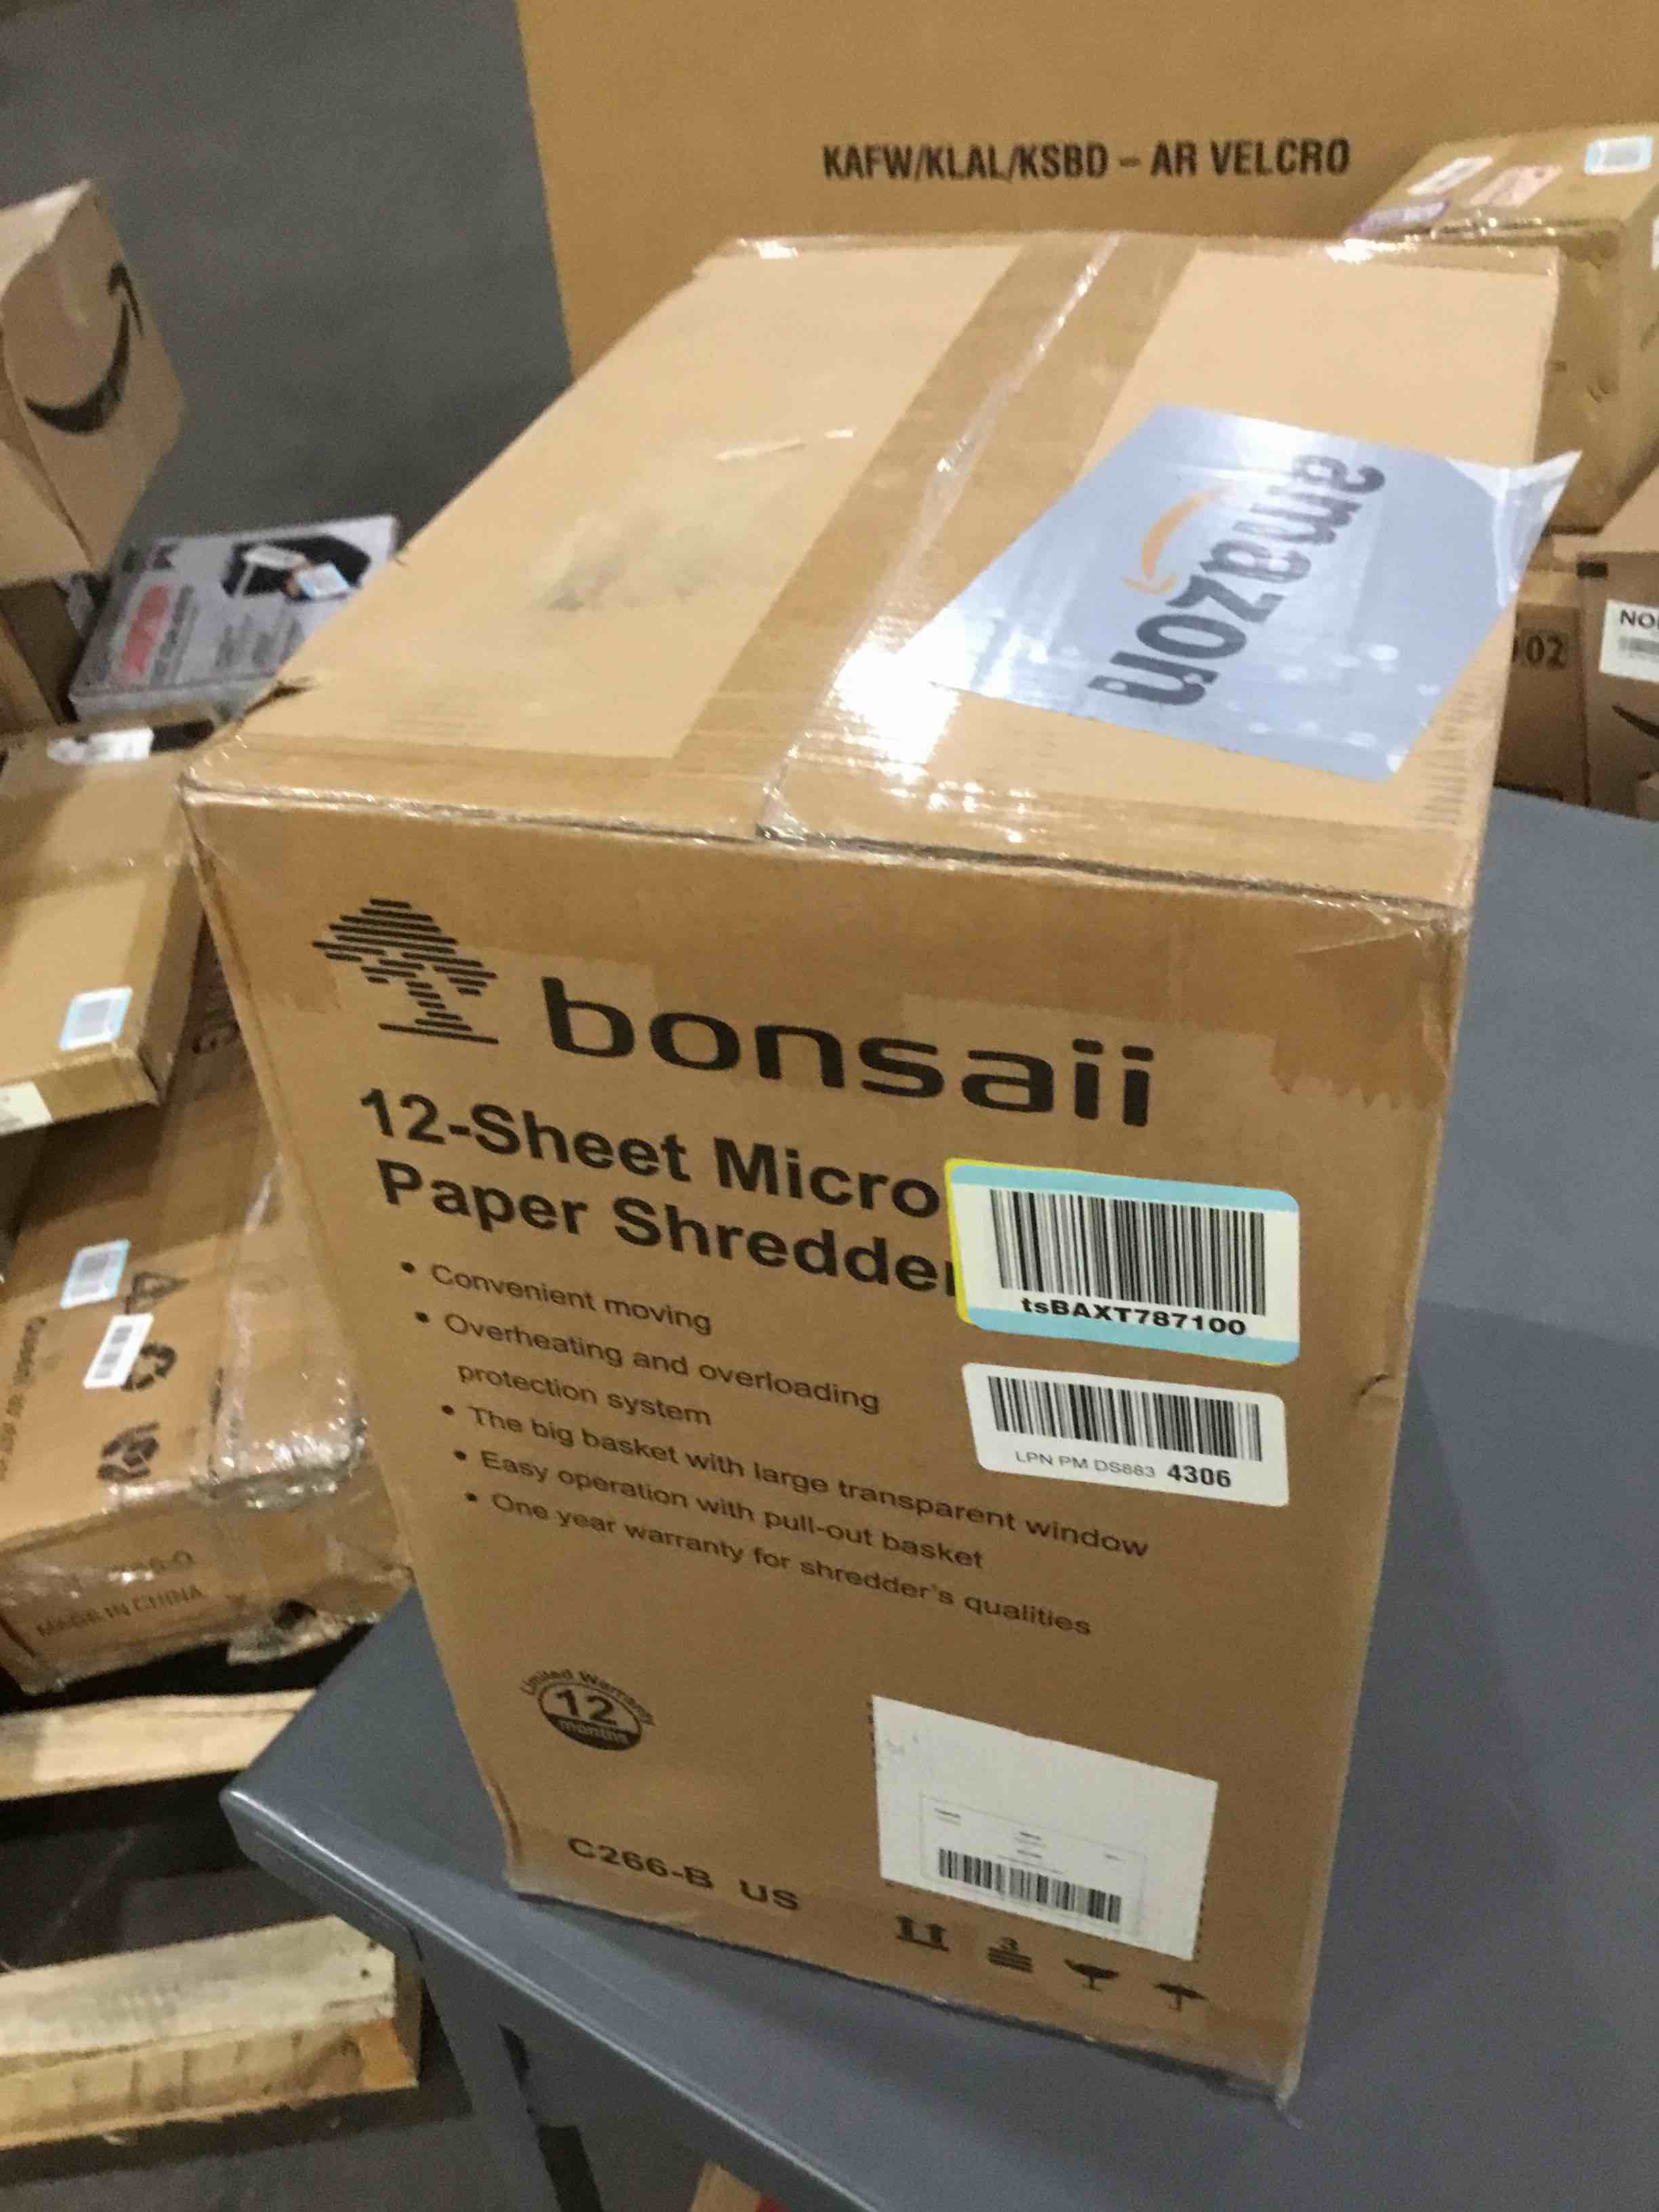 KAFW/KLAL/KSBD – AR VELCRO
amazon
.02
bonsaii
12-Sheet Micro
Paper Shredder
tsBAXT787100
• Convenient moving
• Overheating and overloading
protection system
• The big basket with large transparent window
• Easy operation with pull-out basket
• One year warranty for shredder's qualities
LPN PM DS883 4306
Limited Warranty
12
months
C266-B US
3
MADE IN CHINA